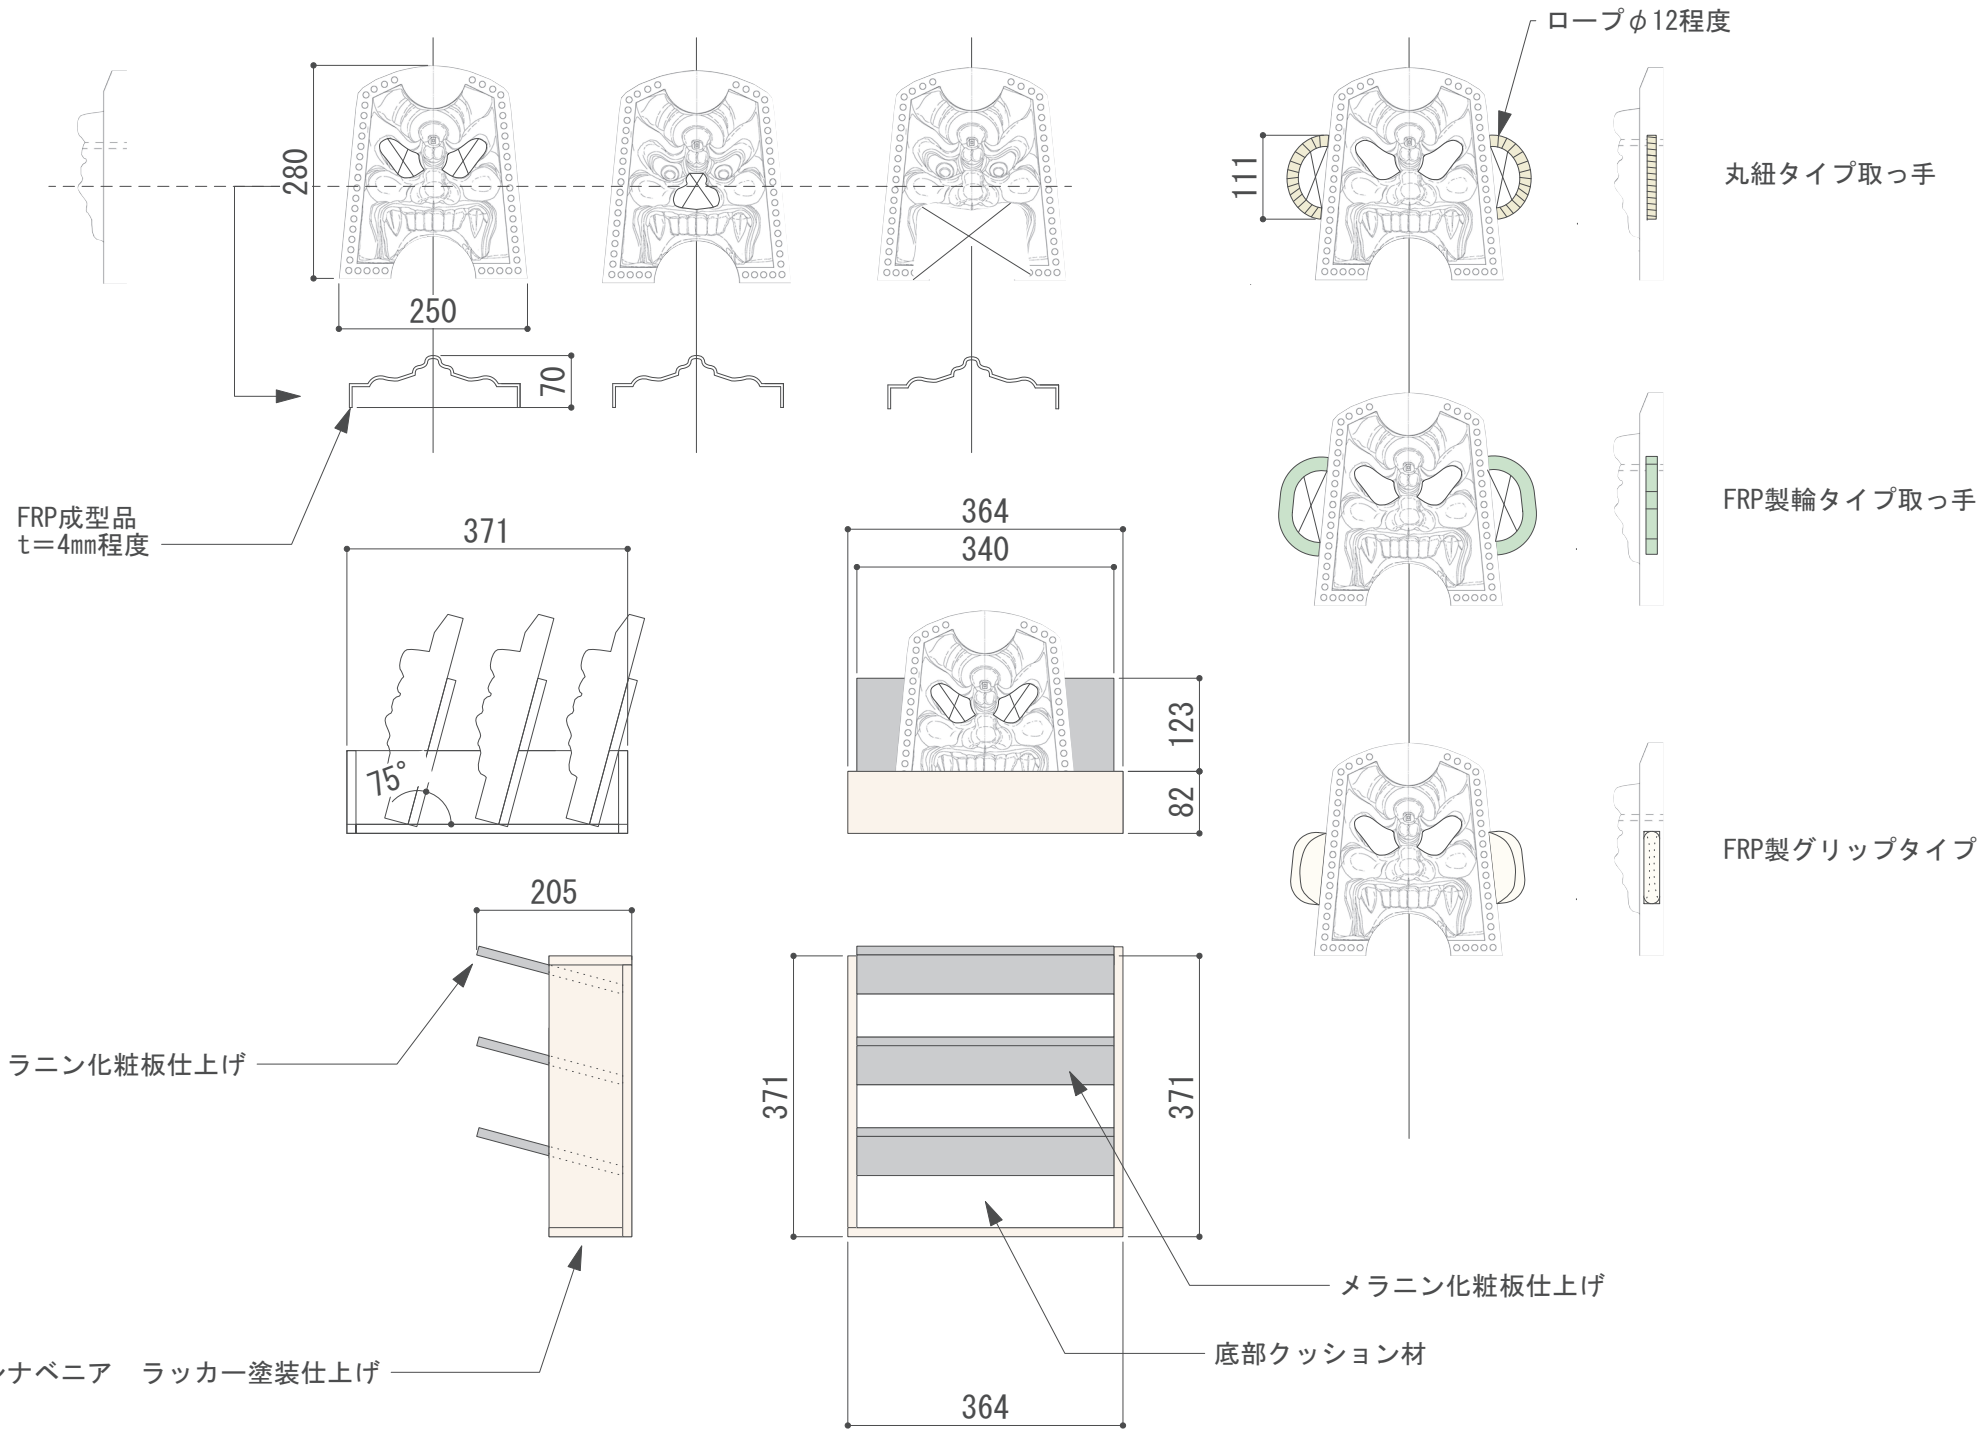 ロープφ12程度
280
111
丸紐タイプ取っ手
250
70
FRP製輪タイプ取っ手
FRP成型品
t=4mm程度
371
364
340
123
75°
82
FRP製グリップタイプ
205
ラニン化粧板仕上げ
371
371
メラニン化粧板仕上げ
底部クッション材
ナベニア　ラッカー塗装仕上げ
364